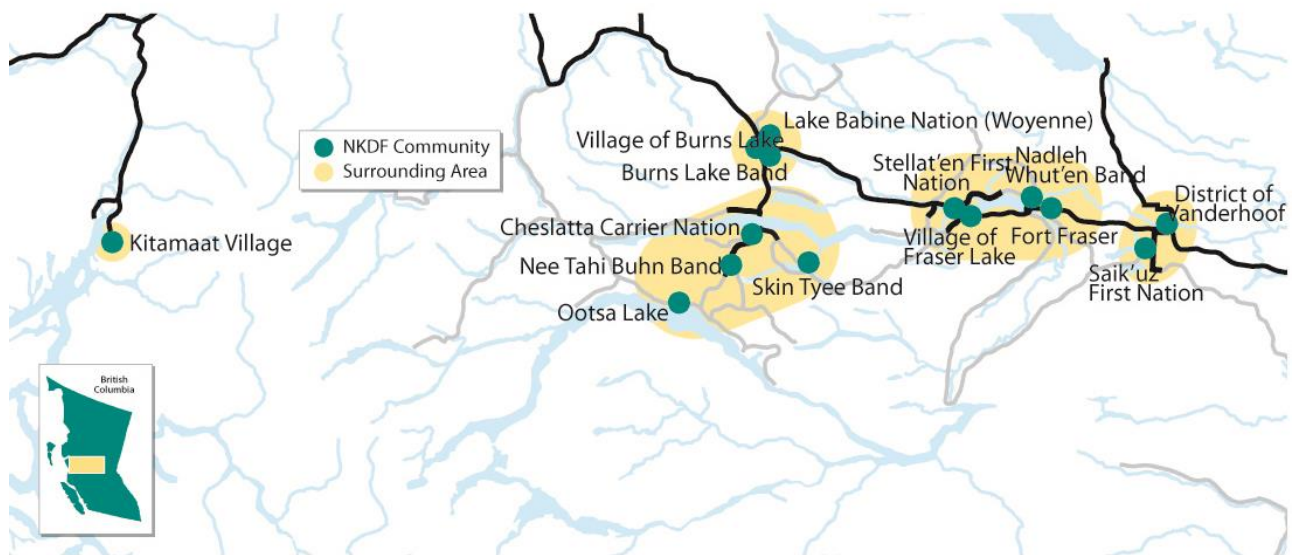 NKDF Community
Surrounding Area
Kitamaat Village
Lake Babine Nation (Woyenne)
Village of Burns Lake
Burns Lake Band
Stellat'en First
Nation
Nadleh
Whut'en Band
District of
Vanderhoof
Cheslatta Carrier Nation
Village of
Fraser Lake
Fort Fraser
Nee Tahi Buhn Band
Skin Tyee Band
Saik'uz
First Nation
Ootsa Lake
British
Columbia